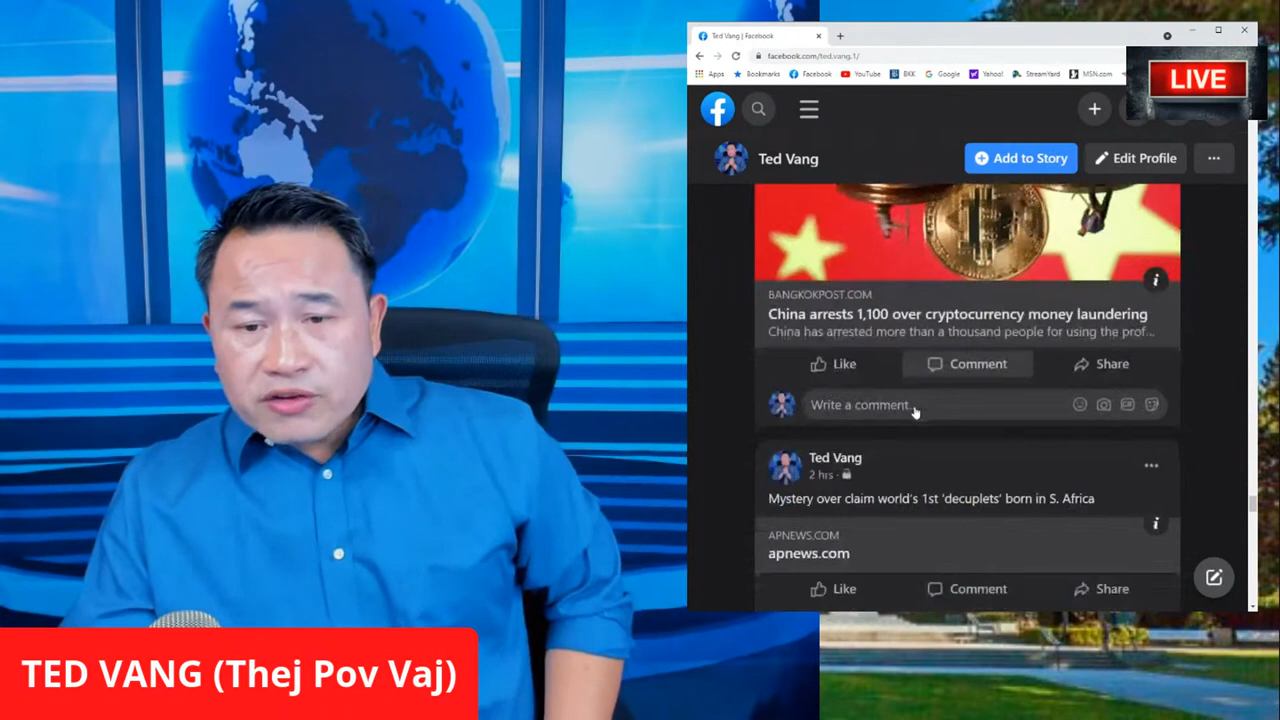 Ted Vang | Facebook
facebook.com/ted.vang.1/
Apps Bookmarks Facebook YouTube BKK Google Yahoo! StreamYard MSN.com
LIVE
Ted Vang
Add to Story
Edit Profile
BANGKOKPOST.COM
China arrests 1,100 over cryptocurrency money laundering
China has arrested more than a thousand people for using the prof...
Like Comment Share
Write a comment...
Ted Vang
2 hrs ·
Mystery over claim world's 1st 'decuplets' born in S. Africa
APNEWS.COM
apnews.com
Like Comment Share
TED VANG (Thej Pov Vaj)